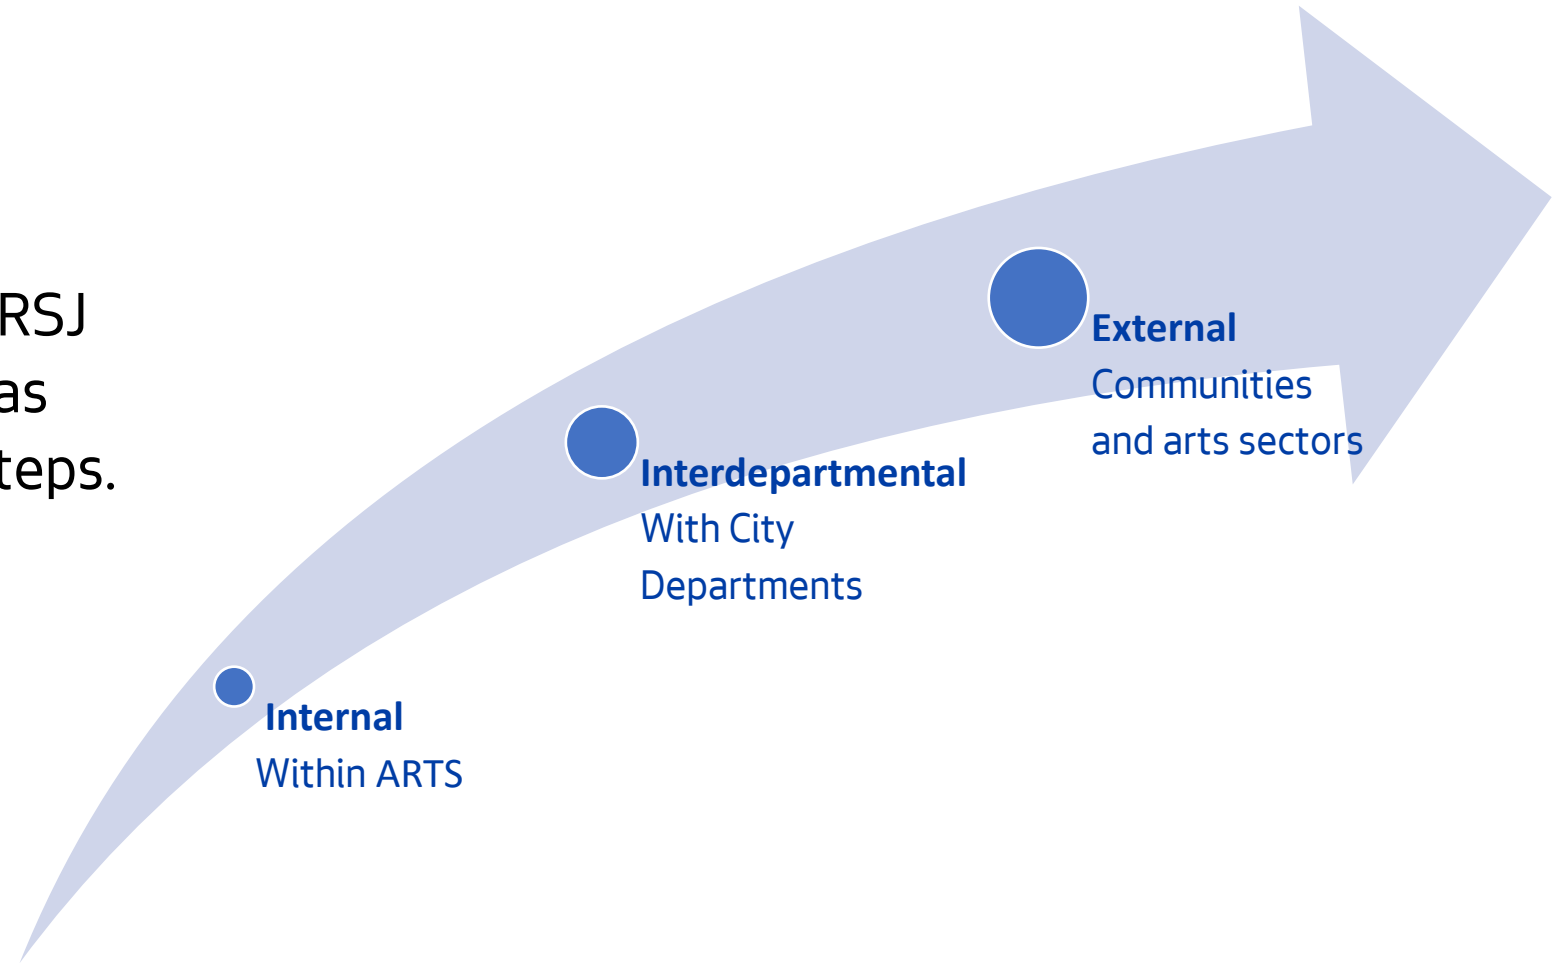 RSJ
as
teps.
External
Communities
and arts sectors
Interdepartmental
With City
Departments
Internal
Within ARTS